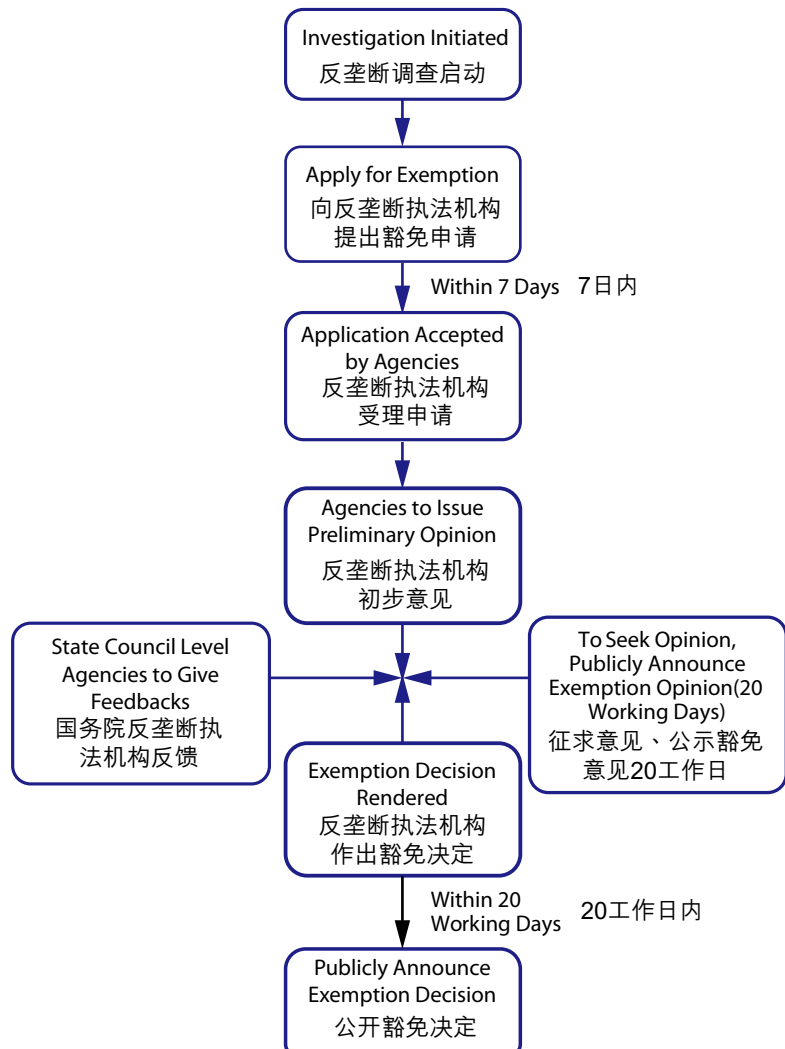 Investigation Initiated
反垄断调查启动
Apply for Exemption
向反垄断执法机构
提出豁免申请
Within 7 Days 7日内
Application Accepted
by Agencies
反垄断执法机构
受理申请
Agencies to Issue
Preliminary Opinion
反垄断执法机构
初步意见
State Council Level
Agencies to Give
Feedbacks
国务院反垄断执
法机构反馈
To Seek Opinion,
Publicly Announce
Exemption Opinion(20
Working Days)
征求意见、公示豁免
意见20工作日
Exemption Decision
Rendered
反垄断执法机构
作出豁免决定
Within 20
Working Days 20工作日内
Publicly Announce
Exemption Decision
公开豁免决定